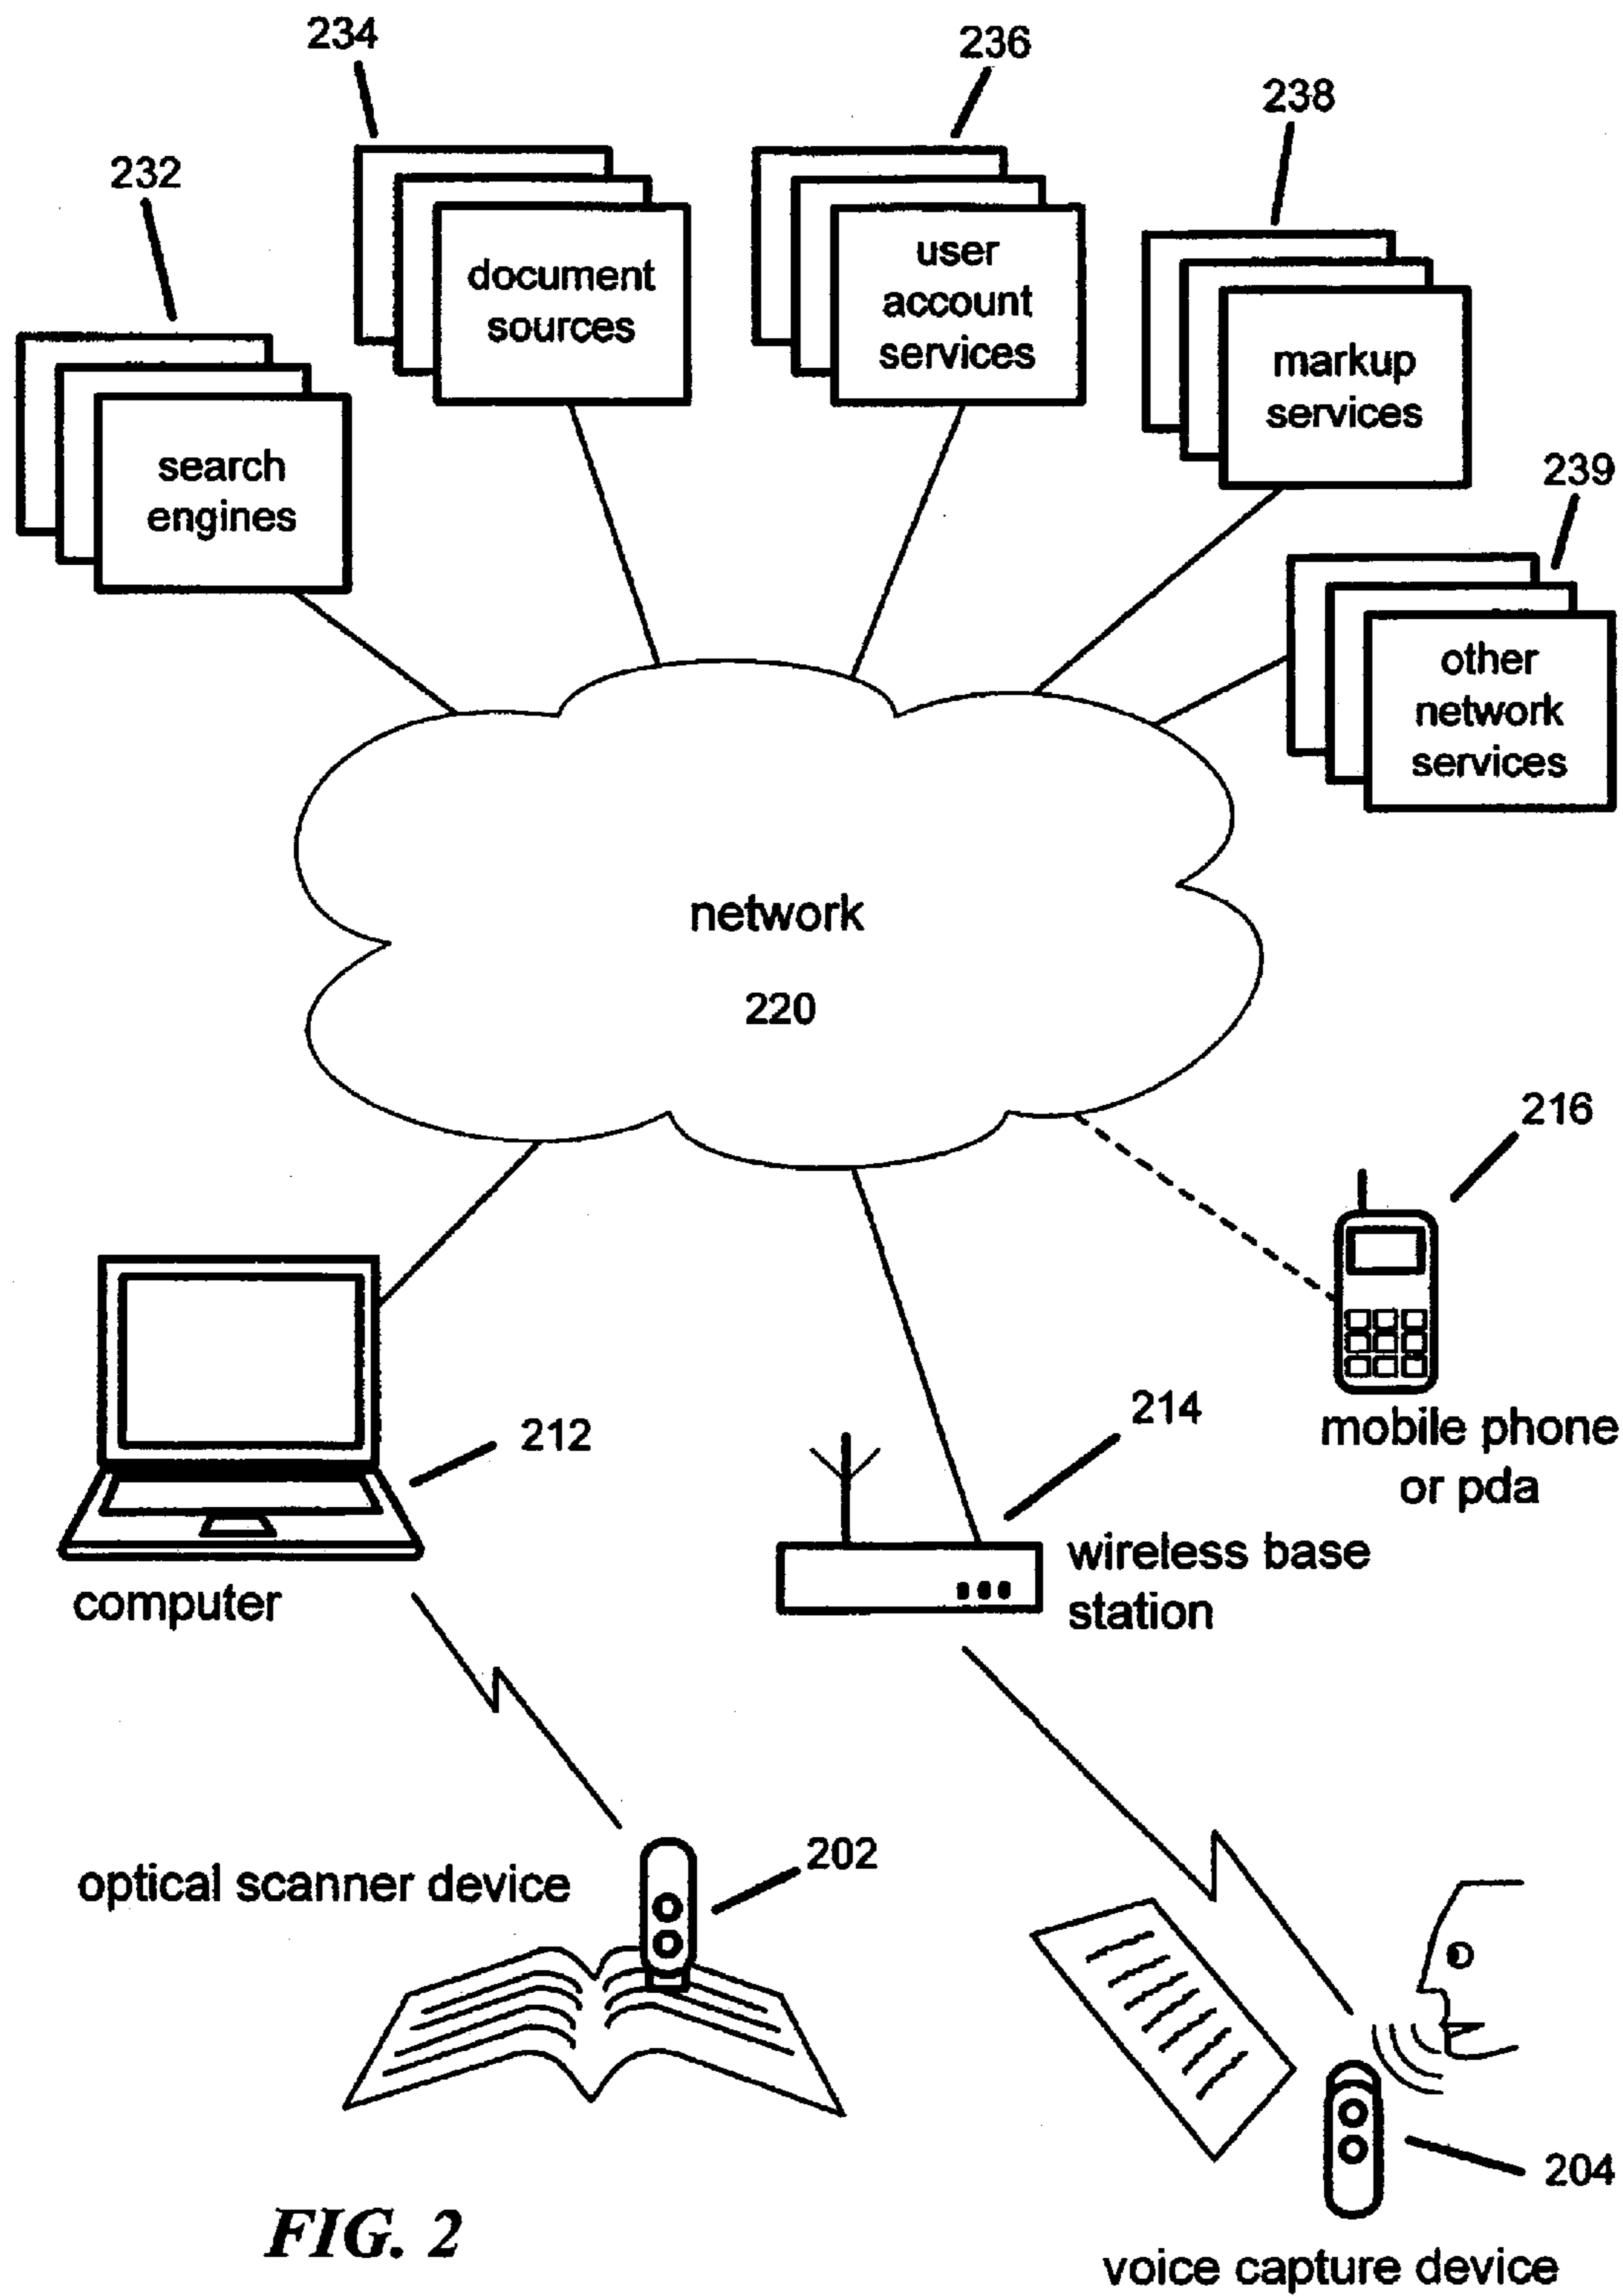 234
236
238
232
document
sources
user
account
services
markup
services
239
search
engines
other
network
services
network
220
216
mobile phone
or pda
212
214
computer
wireless base
station
optical scanner device
202
204
FIG. 2
voice capture device